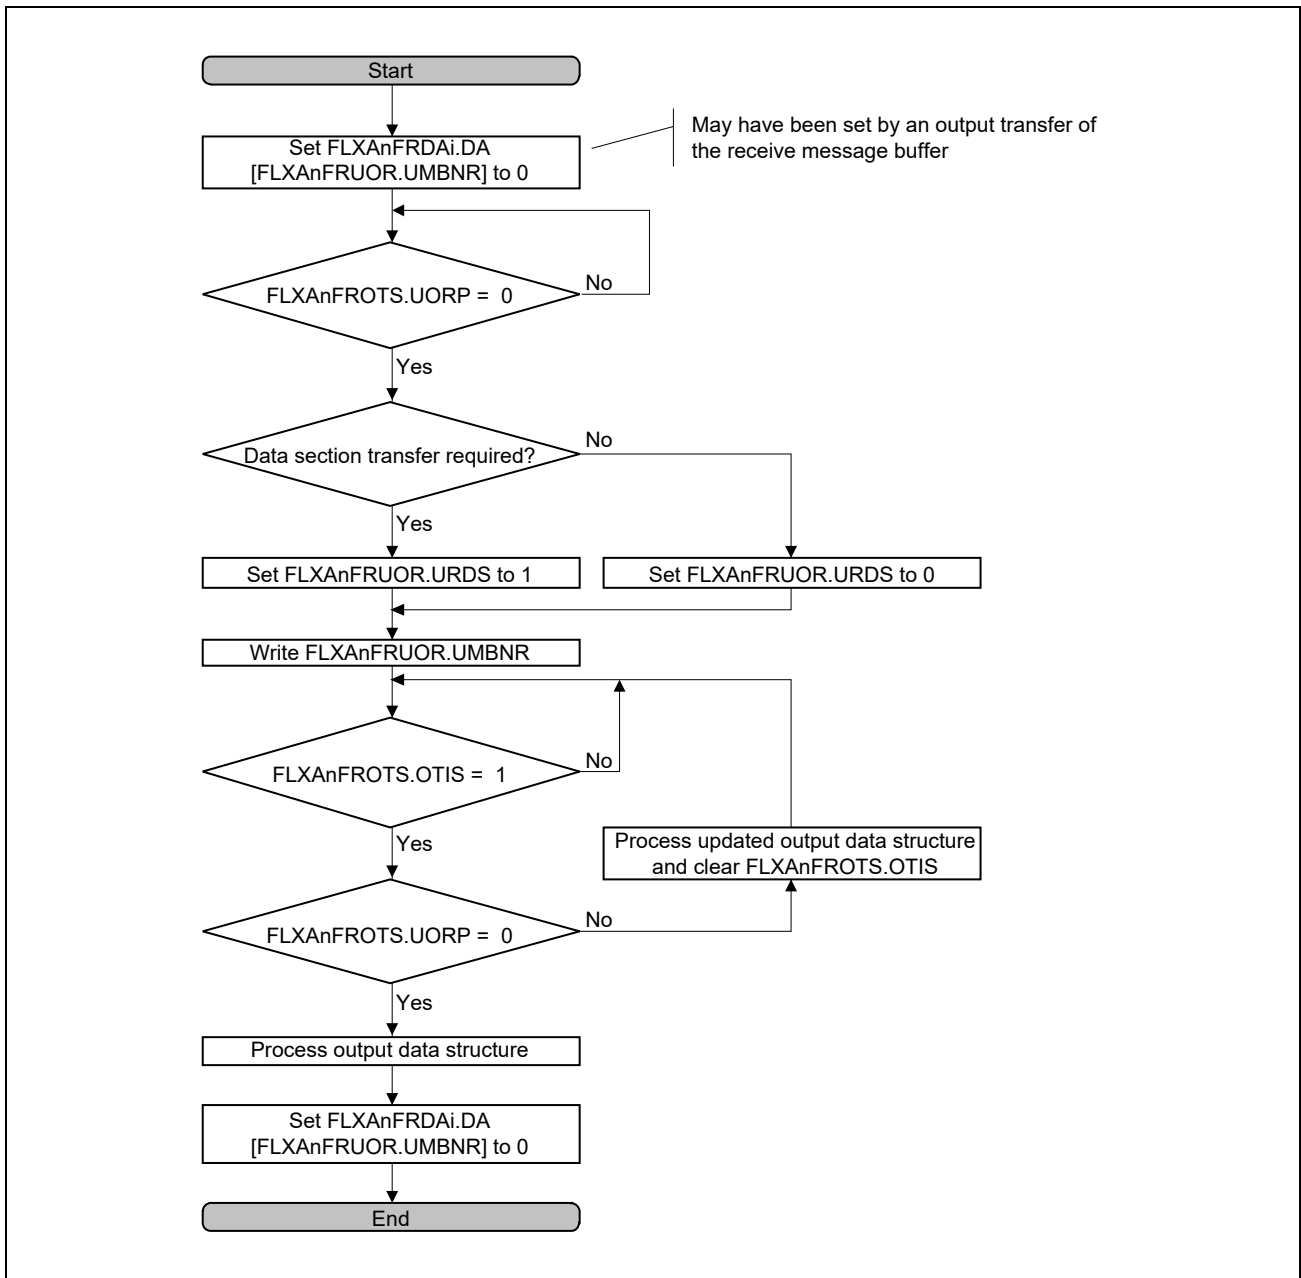 Start
Set FLXAnFRDAi.DA
[FLXAnFRUOR.UMBNR] to 0
May have been set by an output transfer of
the receive message buffer
FLXAnFROTS.UORP = 0
No
Yes
Data section transfer required?
No
Yes
Set FLXAnFRUOR.URDS to 1
Set FLXAnFRUOR.URDS to 0
Write FLXAnFRUOR.UMBNR
FLXAnFROTS.OTIS = 1
No
Yes
Process updated output data structure
and clear FLXAnFROTS.OTIS
FLXAnFROTS.UORP = 0
No
Yes
Process output data structure
Set FLXAnFRDAi.DA
[FLXAnFRUOR.UMBNR] to 0
End